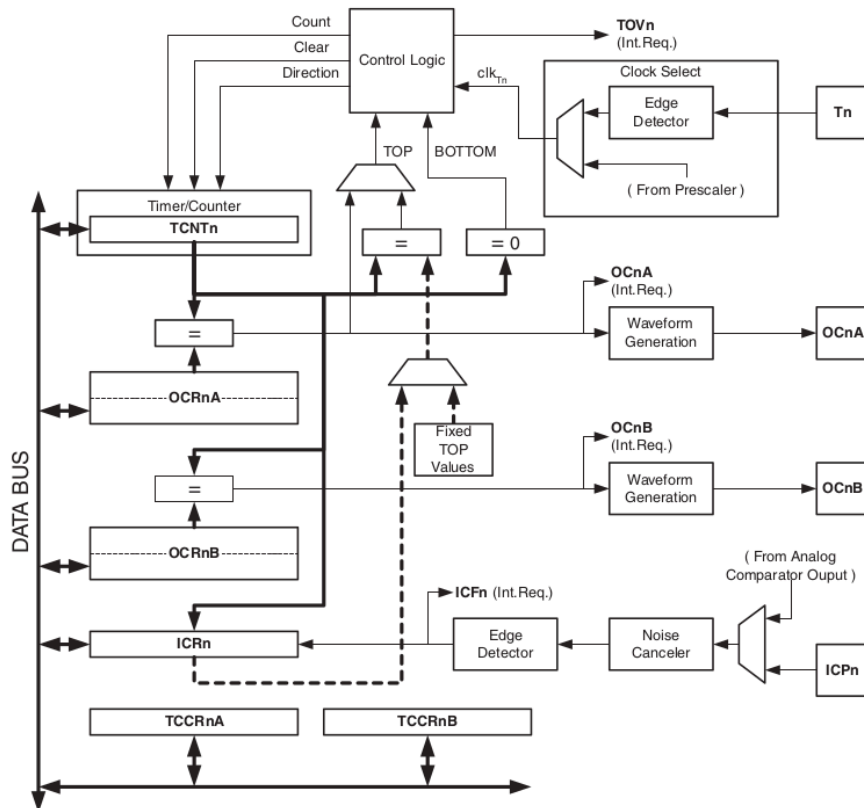 Count
Clear
Direction
Control Logic
TOVn
(Int.Req.)
clkTn
Clock Select
Edge
Detector
Tn
( From Prescaler )
TOP
BOTTOM
Timer/Counter
TCNTn
=
= 0
OCnA
(Int.Req.)
=
Waveform
Generation
OCnA
OCRnA
Fixed
TOP
Values
OCnB
(Int.Req.)
=
Waveform
Generation
OCnB
DATA BUS
OCRnB
( From Analog
Comparator Ouput )
ICFn (Int.Req.)
ICRn
Edge
Detector
Noise
Canceler
ICPn
TCCRnA
TCCRnB